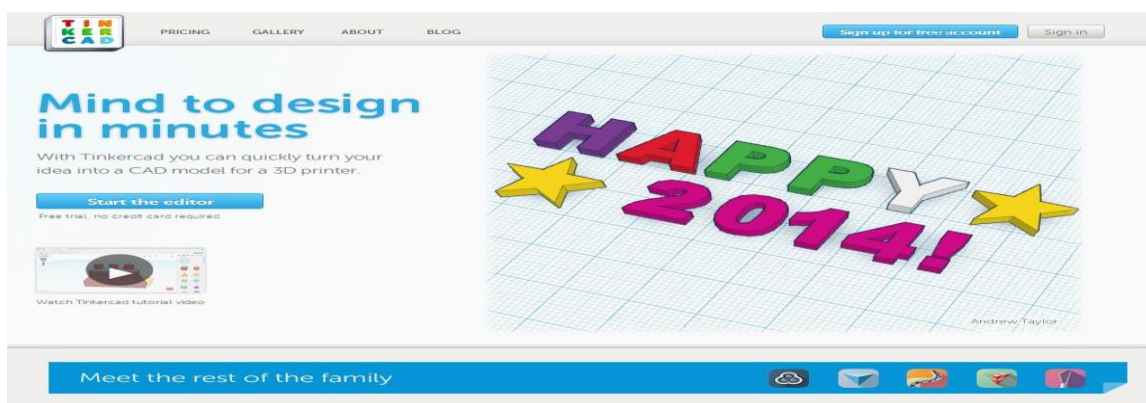 TIN
KER
CAD
PRICING
GALLERY
ABOUT
BLOG
Sign up for free account
Sign in
Mind to design
in minutes
With Tinkercad you can quickly turn your
idea into a CAD model for a 3D printer.
Start the editor
Free trial, no credit card required
Watch Tinkercad tutorial video
HAPPY
2014!
Andrew Taylor
Meet the rest of the family